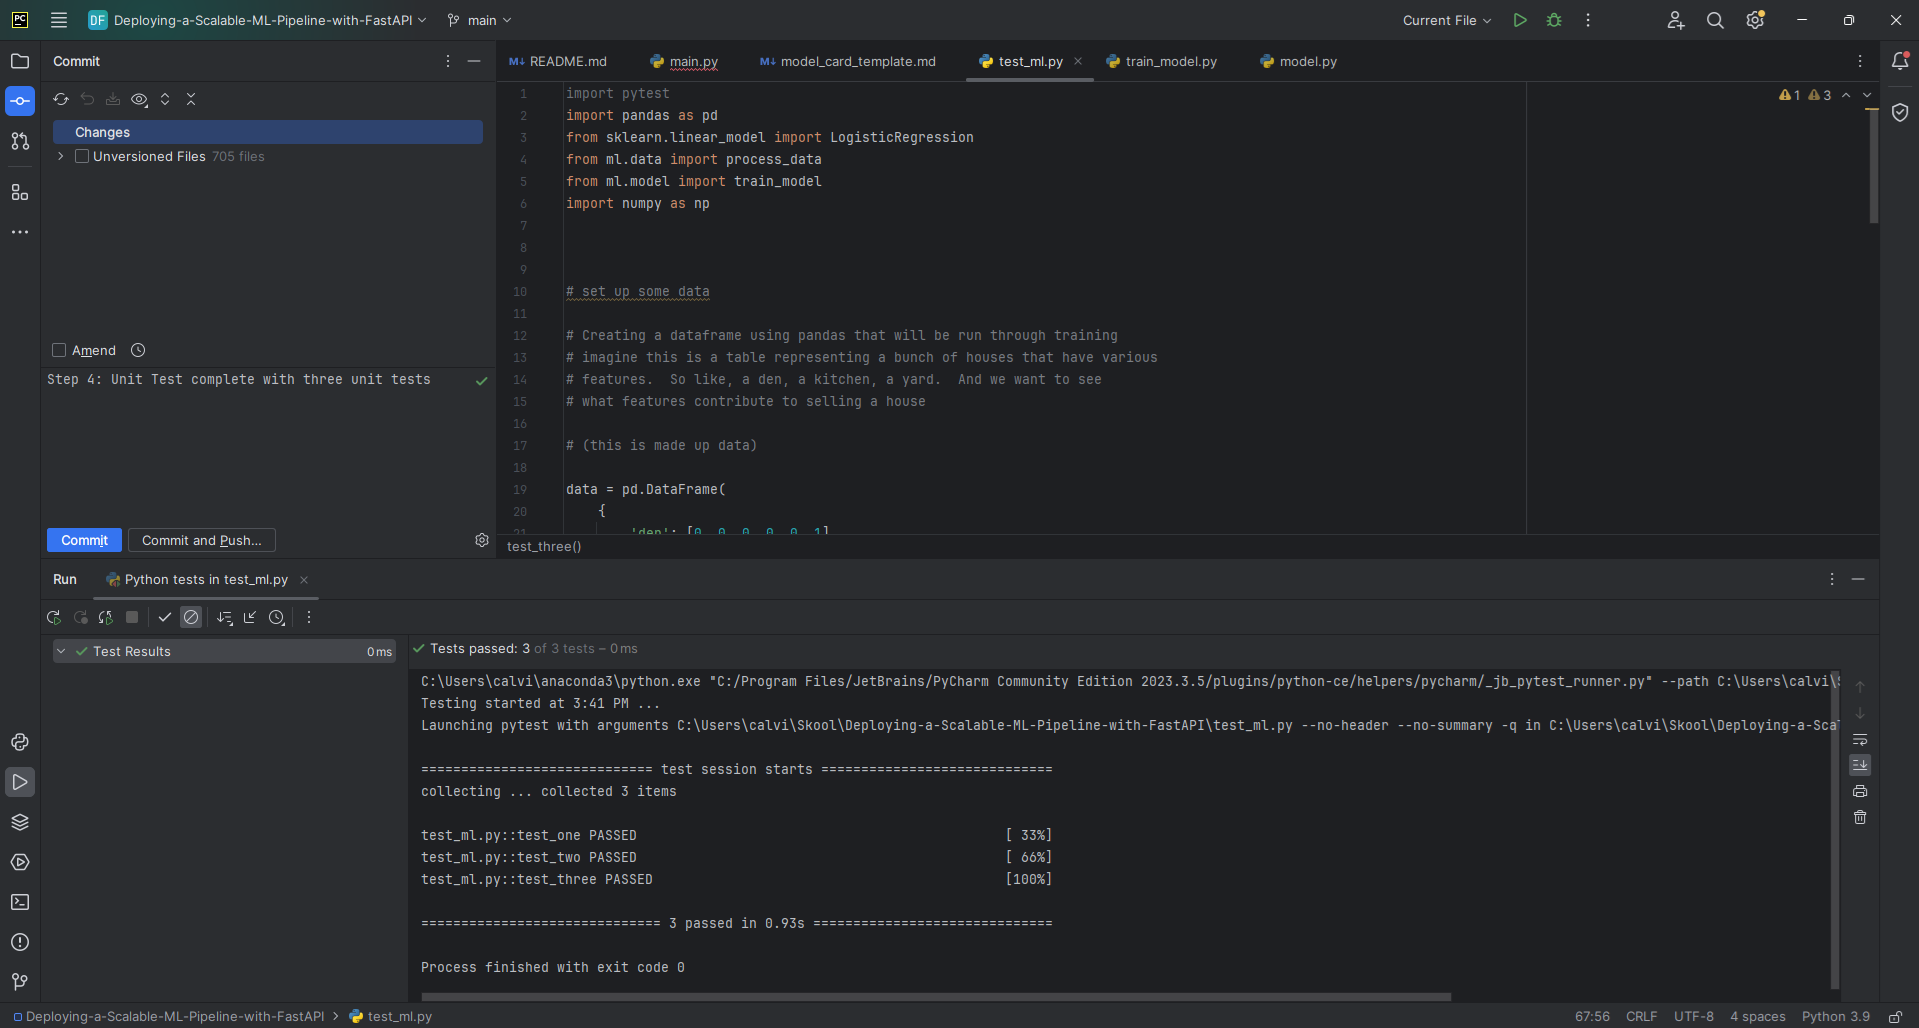 PC DF Deploying-a-Scalable-ML-Pipeline-with-FastAPI main Current File
Commit
Changes
Unversioned Files 705 files
Amend
Step 4: Unit Test complete with three unit tests
Commit Commit and Push...
M↓ README.md main.py M↓ model_card_template.md test_ml.py train_model.py model.py
1 3
1 import pytest
2 import pandas as pd
3 from sklearn.linear_model import LogisticRegression
4 from ml.data import process_data
5 from ml.model import train_model
6 import numpy as np
7
8
9
10 # set up some data
11
12 # Creating a dataframe using pandas that will be run through training
13 # imagine this is a table representing a bunch of houses that have various
14 # features.  So like, a den, a kitchen, a yard.  And we want to see
15 # what features contribute to selling a house
16
17 # (this is made up data)
18
19 data = pd.DataFrame(
20 {
21 'den': [0, 0, 0, 0, 0, 1]
test_three()
Run Python tests in test_ml.py
Test Results 0 ms
Tests passed: 3 of 3 tests – 0 ms
C:\Users\calvi\anaconda3\python.exe "C:/Program Files/JetBrains/PyCharm Community Edition 2023.3.5/plugins/python-ce/helpers/pycharm/_jb_pytest_runner.py" --path C:\Users\calvi\S
Testing started at 3:41 PM ...
Launching pytest with arguments C:\Users\calvi\Skool\Deploying-a-Scalable-ML-Pipeline-with-FastAPI\test_ml.py --no-header --no-summary -q in C:\Users\calvi\Skool\Deploying-a-Sca
============================= test session starts =============================
collecting ... collected 3 items
test_ml.py::test_one PASSED [ 33%]
test_ml.py::test_two PASSED [ 66%]
test_ml.py::test_three PASSED [100%]
============================== 3 passed in 0.93s ==============================
Process finished with exit code 0
Deploying-a-Scalable-ML-Pipeline-with-FastAPI > test_ml.py 67:56 CRLF UTF-8 4 spaces Python 3.9